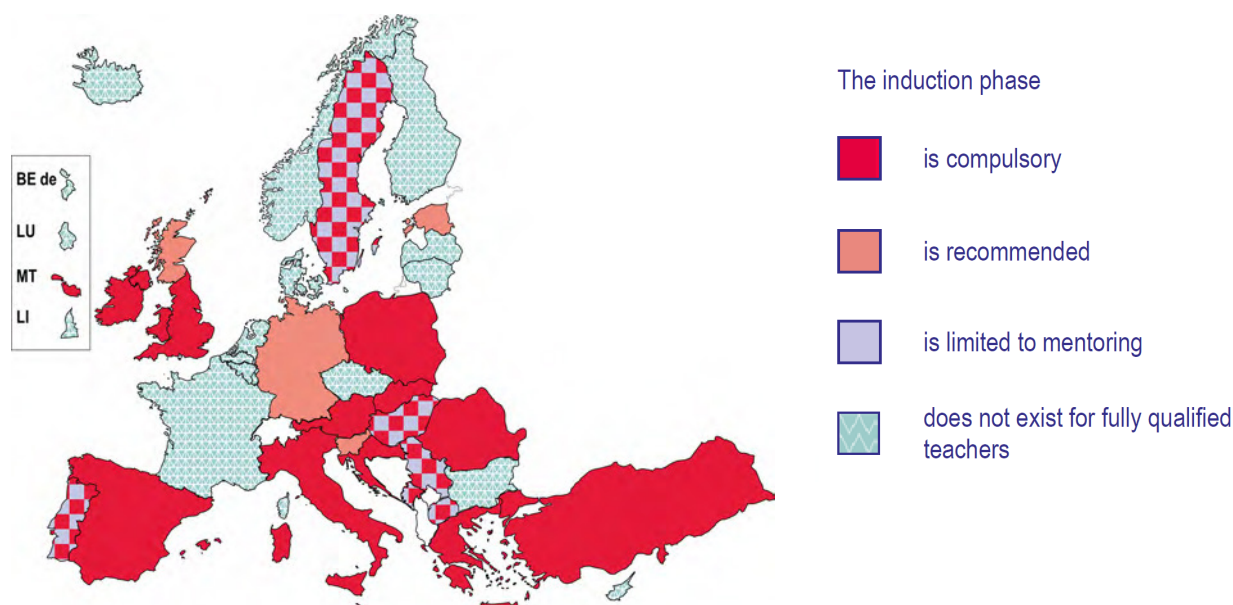 The induction phase
is compulsory
is recommended
is limited to mentoring
does not exist for fully qualified
teachers
BE de
LU
MT
LI